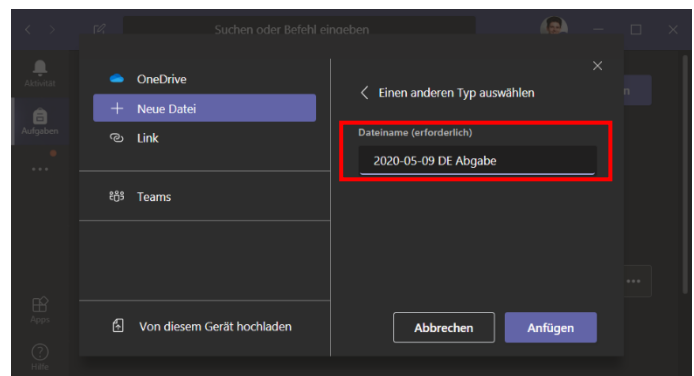 Suchen oder Befehl eingeben
Aktivität
Aufgaben
Apps
Hilfe
OneDrive
Neue Datei
Link
Teams
Von diesem Gerät hochladen
Einen anderen Typ auswählen
Dateiname (erforderlich)
2020-05-09 DE Abgabe
Abbrechen
Anfügen